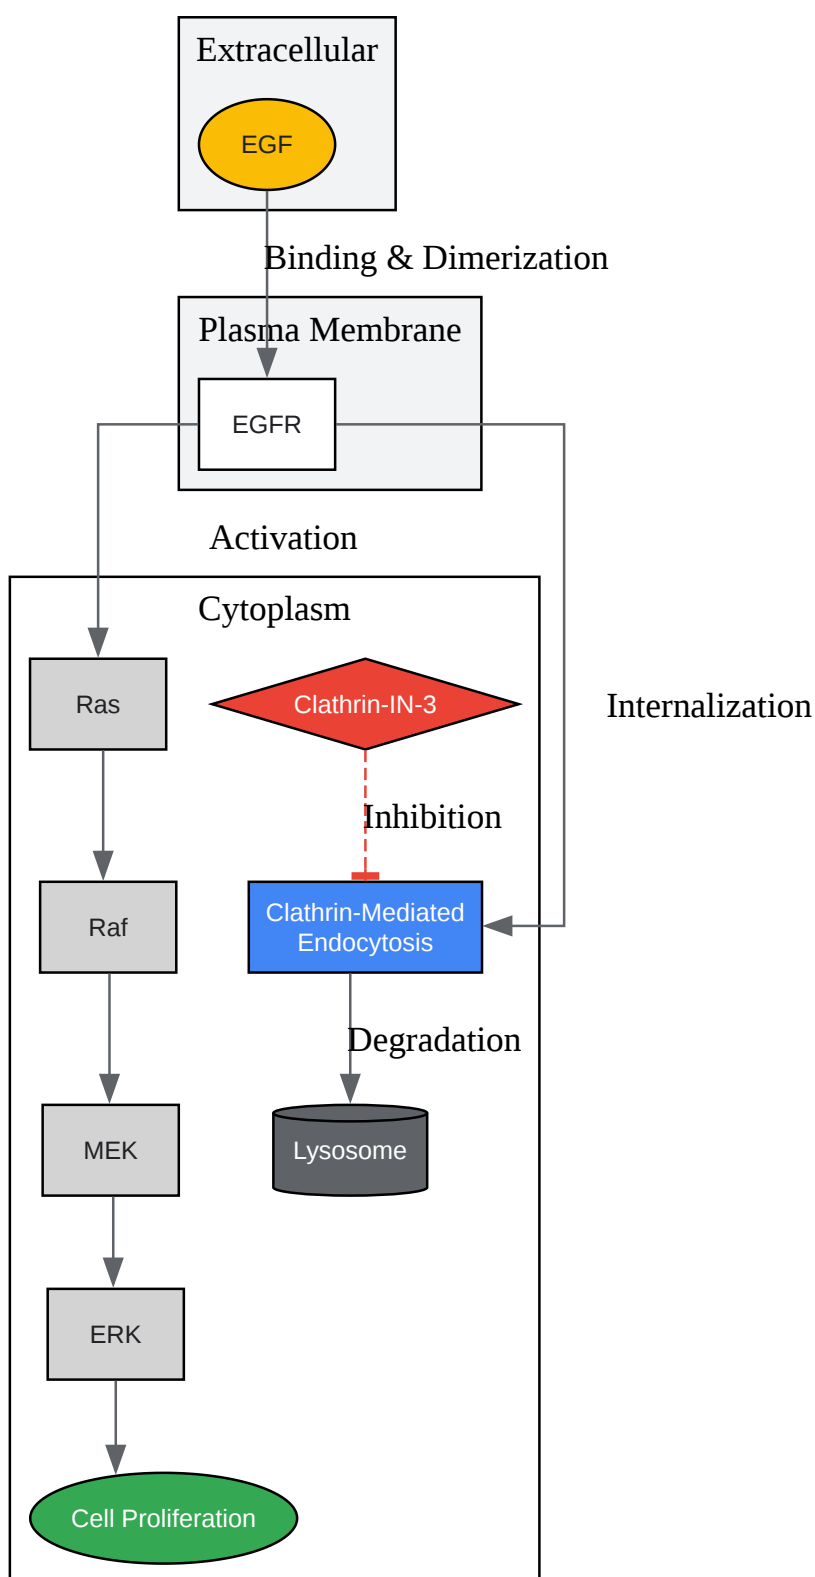 Extracellular
EGF
Binding & Dimerization
Plasma Membrane
EGFR
Activation
Cytoplasm
Ras
Clathrin-IN-3
Internalization
Inhibition
Raf
Clathrin-Mediated
Endocytosis
Degradation
MEK
Lysosome
ERK
Cell Proliferation